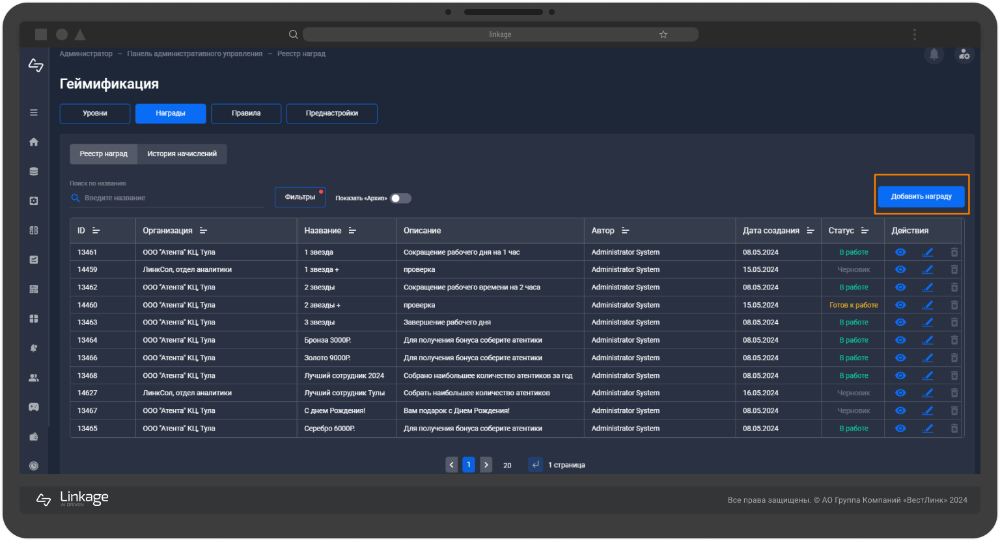 linkage
Администратор – Панель административного управления – Реестр наград
Геймификация
Уровни Награды Правила Преднастройки
Реестр наград История начислений
Поиск по названию
Введите название Фильтры Показать «Архив» Добавить награду
ID Организация Название Описание Автор Дата создания Статус Действия
13461 ООО "Атента" КЦ, Тула 1 звезда Сокращение рабочего дня на 1 час Administrator System 08.05.2024 В работе
14459 ЛинкСол, отдел аналитики 1 звезда + проверка Administrator System 15.05.2024 Черновик
13462 ООО "Атента" КЦ, Тула 2 звезды Сокращение рабочего времени на 2 часа Administrator System 08.05.2024 В работе
14460 ООО "Атента" КЦ, Тула 2 звезды + проверка Administrator System 15.05.2024 Готов к работе
13463 ООО "Атента" КЦ, Тула 3 звезды Завершение рабочего дня Administrator System 08.05.2024 В работе
13464 ООО "Атента" КЦ, Тула Бронза 3000Р. Для получения бонуса соберите атентики Administrator System 08.05.2024 В работе
13466 ООО "Атента" КЦ, Тула Золото 9000Р. Для получения бонуса соберите атентики Administrator System 08.05.2024 В работе
13468 ООО "Атента" КЦ, Тула Лучший сотрудник 2024 Собрано наибольшее количество атентиков за год Administrator System 08.05.2024 В работе
14627 ЛинкСол, отдел аналитики Лучший сотрудник Тулы Собрать наибольшее количество атентиков Administrator System 16.05.2024 Черновик
13467 ООО "Атента" КЦ, Тула С днем Рождения! Вам подарок с Днем Рождения! Administrator System 08.05.2024 Черновик
13465 ООО "Атента" КЦ, Тула Серебро 6000Р. Для получения бонуса соберите атентики Administrator System 08.05.2024 В работе
1 20 1 страница
Linkage
AI DRIVEN
Все права защищены. © АО Группа Компаний «ВестЛинк» 2024